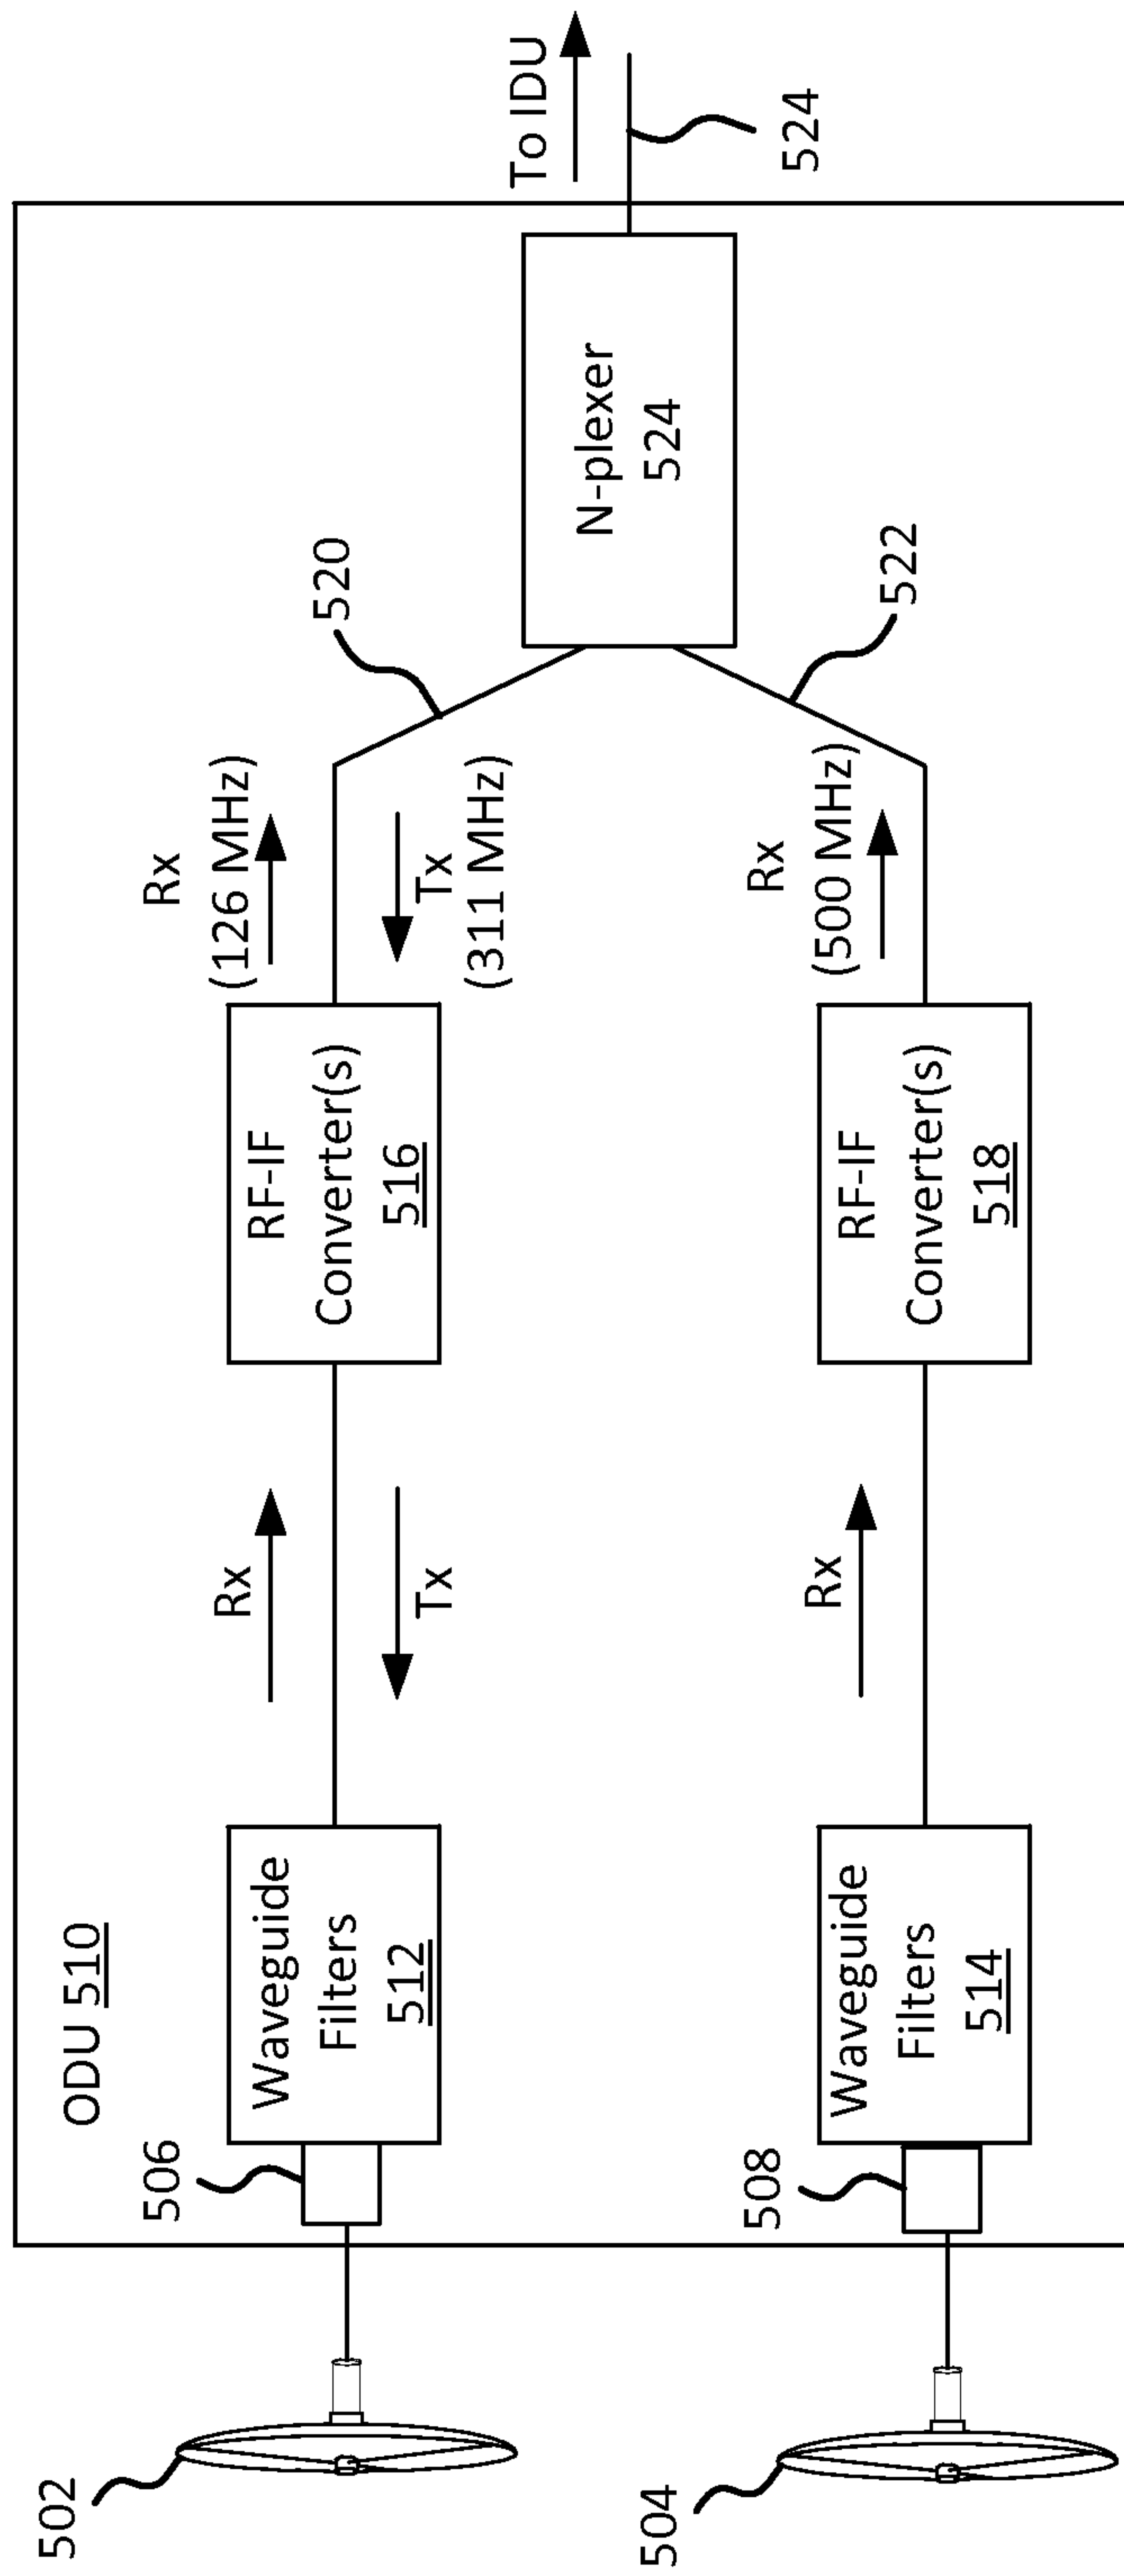 ODU 510
502
506
Waveguide
Filters
512
Rx
Tx
RF-IF
Converter(s)
516
Rx
(126 MHz)
Tx
(311 MHz)
520
N-plexer
524
To IDU
524
504
508
Waveguide
Filters
514
Rx
RF-IF
Converter(s)
518
Rx
(500 MHz)
522